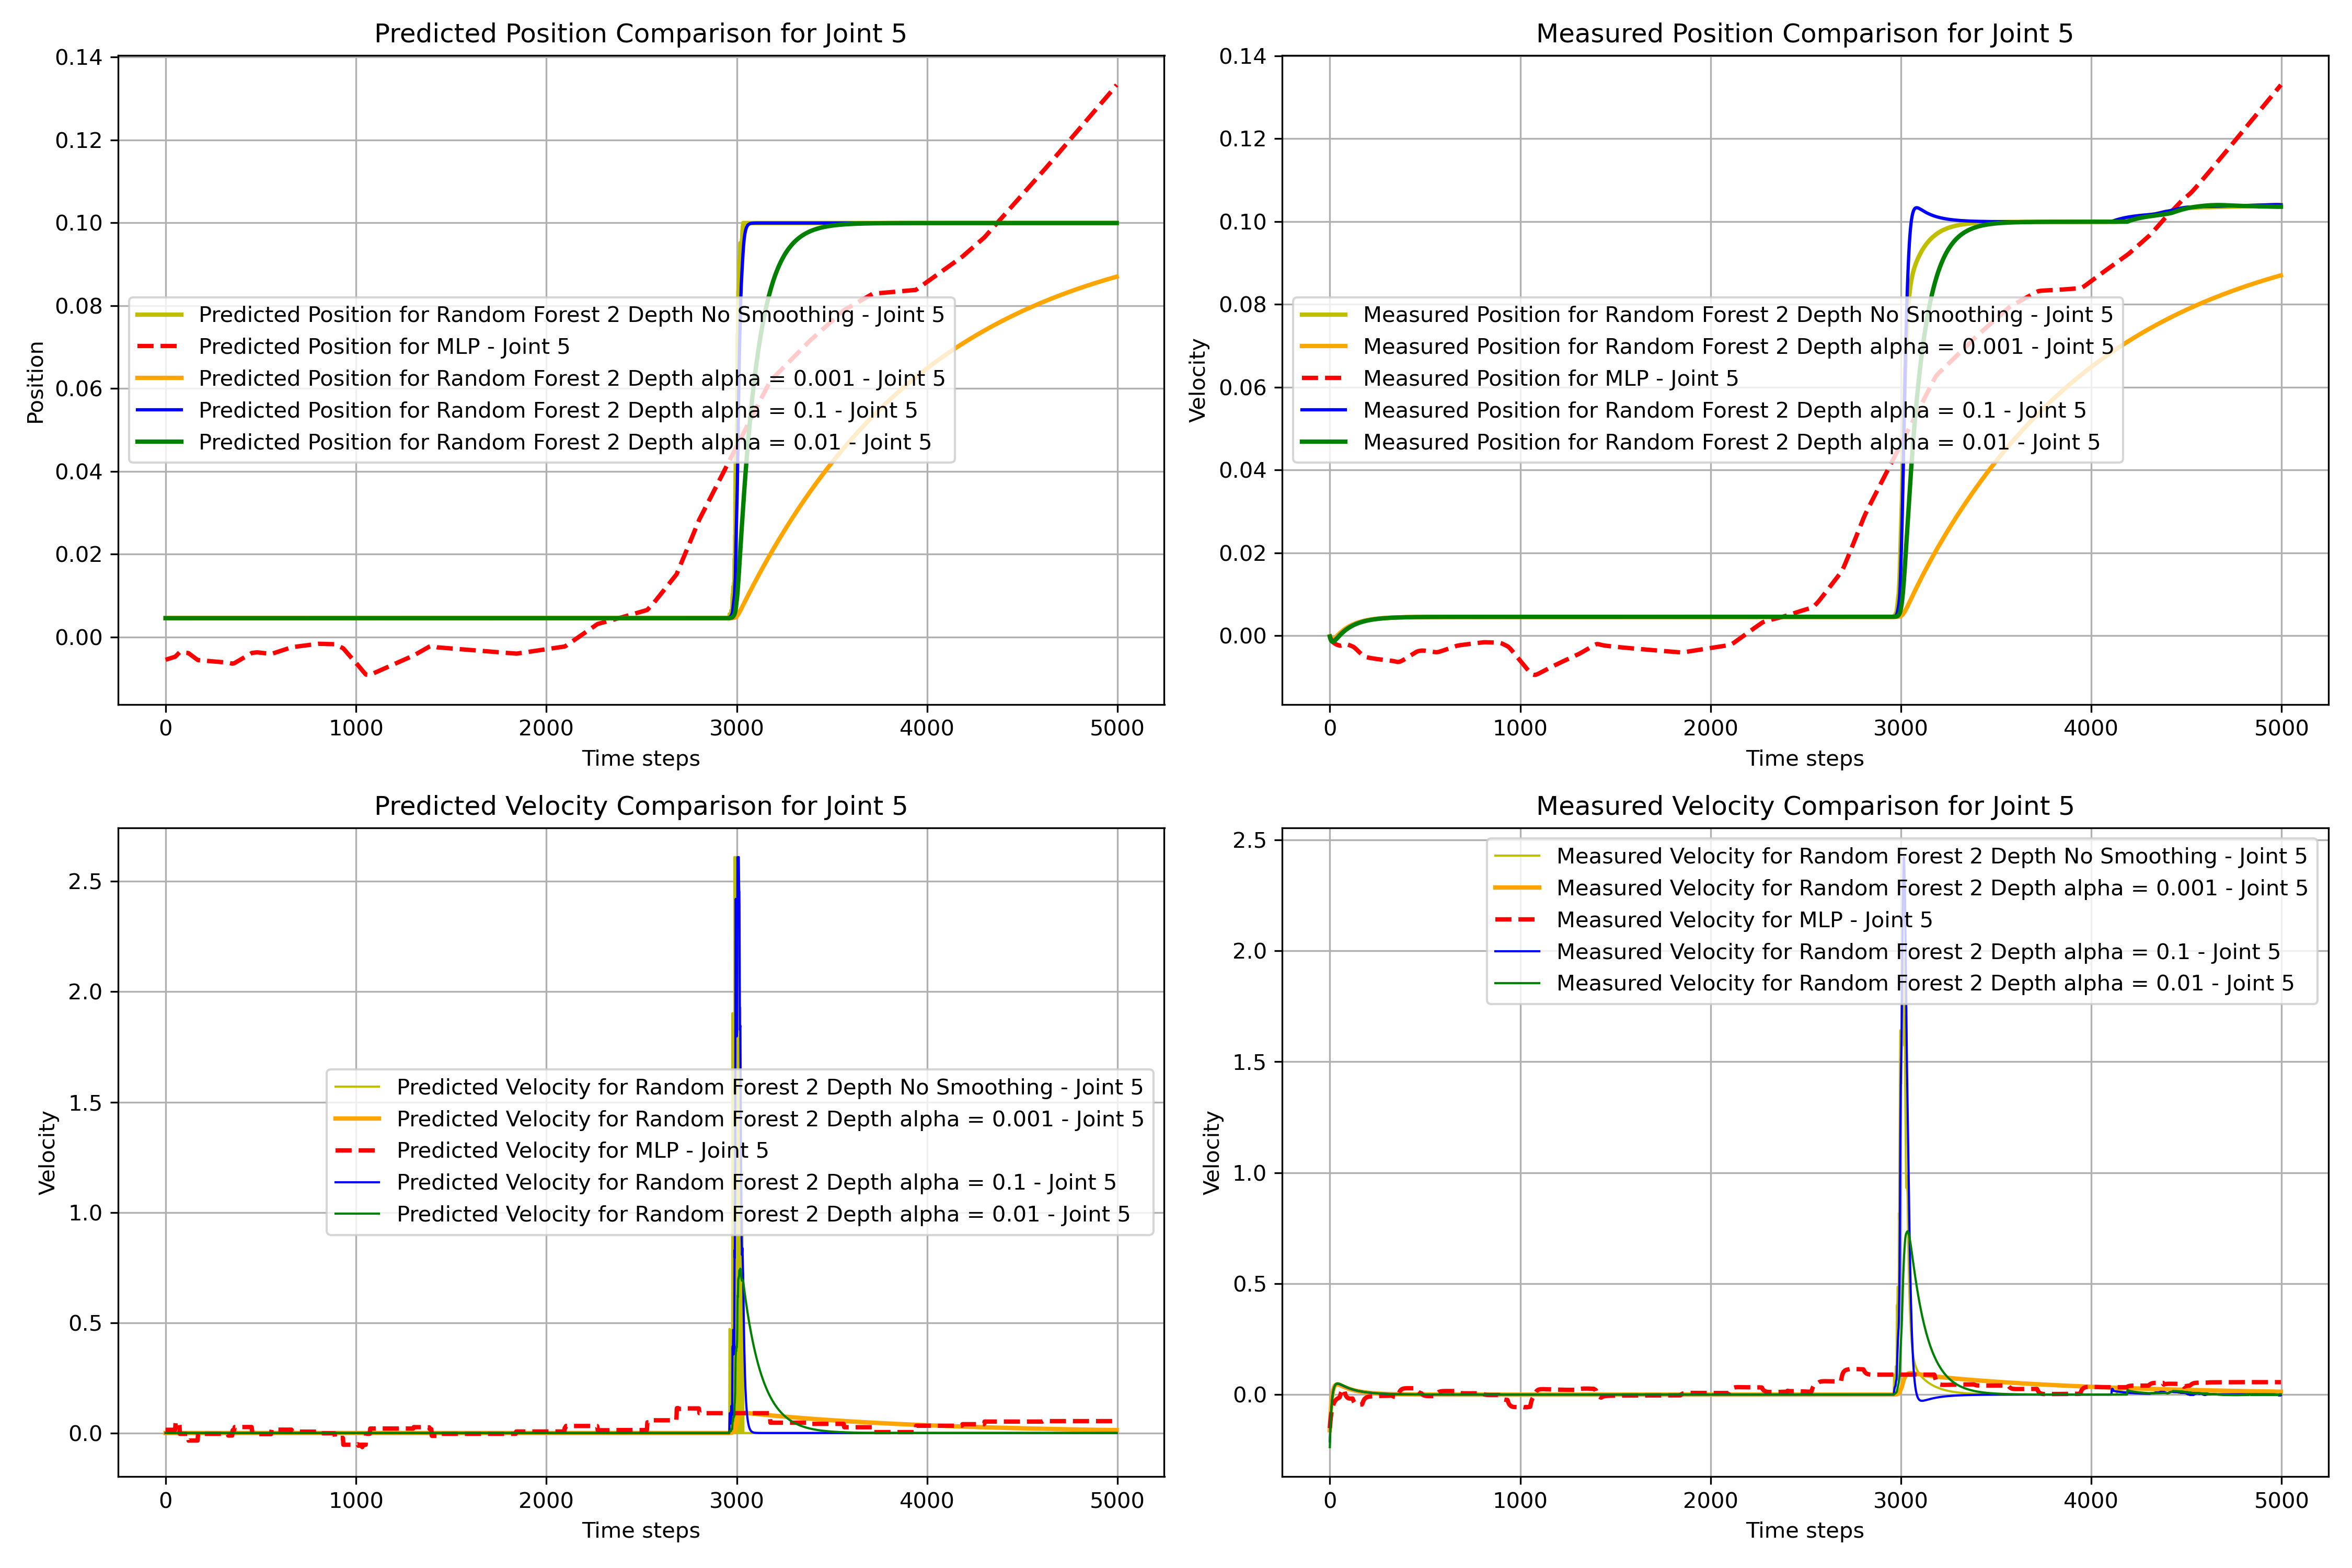 Predicted Position Comparison for Joint 5
0.14
0.12
0.10
0.08
0.06
0.04
0.02
0.00
Position
Predicted Position for Random Forest 2 Depth No Smoothing - Joint 5
Predicted Position for MLP - Joint 5
Predicted Position for Random Forest 2 Depth alpha = 0.001 - Joint 5
Predicted Position for Random Forest 2 Depth alpha = 0.1 - Joint 5
Predicted Position for Random Forest 2 Depth alpha = 0.01 - Joint 5
0 1000 2000 3000 4000 5000
Time steps
Measured Position Comparison for Joint 5
0.14
0.12
0.10
0.08
0.06
0.04
0.02
0.00
Velocity
Measured Position for Random Forest 2 Depth No Smoothing - Joint 5
Measured Position for Random Forest 2 Depth alpha = 0.001 - Joint 5
Measured Position for MLP - Joint 5
Measured Position for Random Forest 2 Depth alpha = 0.1 - Joint 5
Measured Position for Random Forest 2 Depth alpha = 0.01 - Joint 5
0 1000 2000 3000 4000 5000
Time steps
Predicted Velocity Comparison for Joint 5
2.5
2.0
1.5
1.0
0.5
0.0
Velocity
Predicted Velocity for Random Forest 2 Depth No Smoothing - Joint 5
Predicted Velocity for Random Forest 2 Depth alpha = 0.001 - Joint 5
Predicted Velocity for MLP - Joint 5
Predicted Velocity for Random Forest 2 Depth alpha = 0.1 - Joint 5
Predicted Velocity for Random Forest 2 Depth alpha = 0.01 - Joint 5
0 1000 2000 3000 4000 5000
Time steps
Measured Velocity Comparison for Joint 5
2.5
2.0
1.5
1.0
0.5
0.0
Velocity
Measured Velocity for Random Forest 2 Depth No Smoothing - Joint 5
Measured Velocity for Random Forest 2 Depth alpha = 0.001 - Joint 5
Measured Velocity for MLP - Joint 5
Measured Velocity for Random Forest 2 Depth alpha = 0.1 - Joint 5
Measured Velocity for Random Forest 2 Depth alpha = 0.01 - Joint 5
0 1000 2000 3000 4000 5000
Time steps